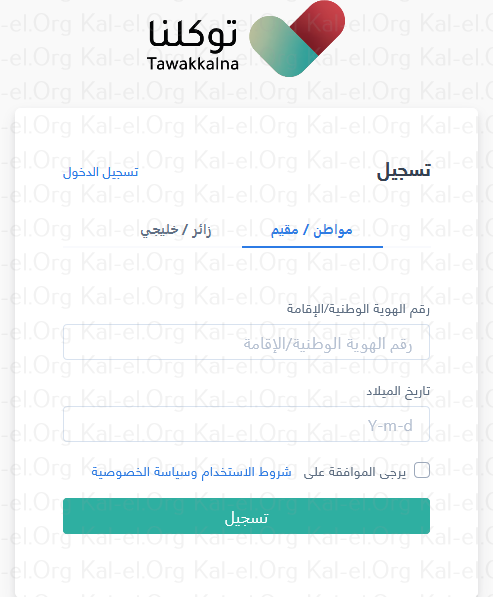 توكلنا
Tawakkalna
تسجيل
تسجيل الدخول
مواطن / مقيم
زائر / خليجي
رقم الهوية الوطنية/الإقامة
رقم الهوية الوطنية/الإقامة
تاريخ الميلاد
Y-m-d
يرجى الموافقة على شروط الاستخدام وسياسة الخصوصية
تسجيل
Kal-el.Org